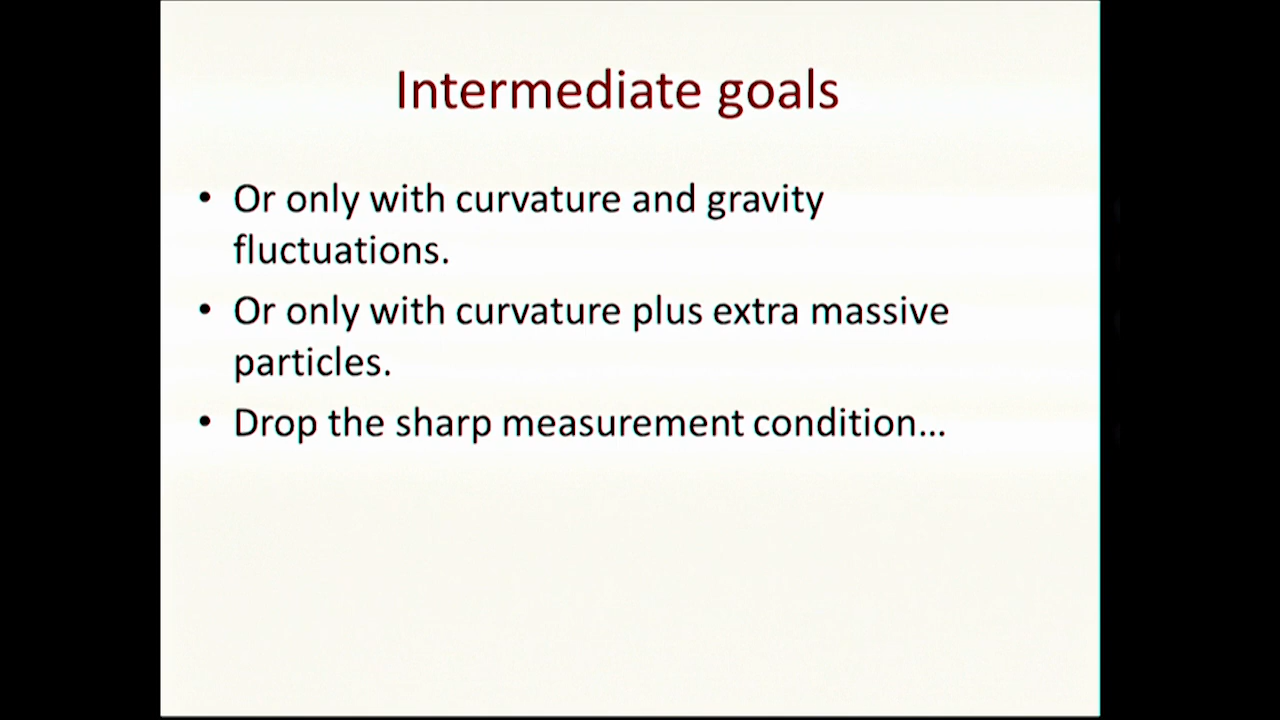 Intermediate goals
• Or only with curvature and gravity
fluctuations.
• Or only with curvature plus extra massive
particles.
• Drop the sharp measurement condition…